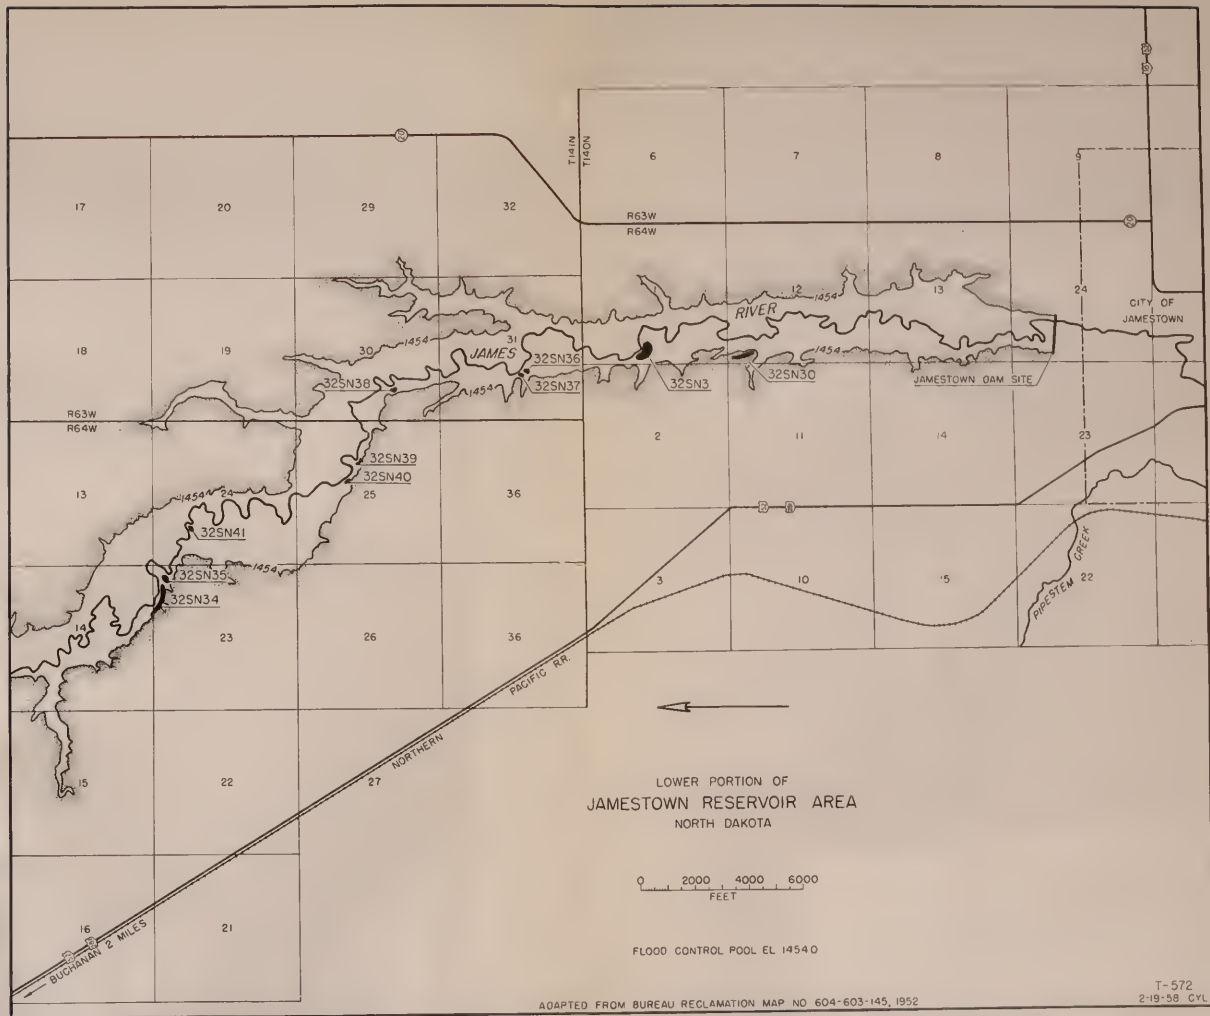 20
T141N
T140N
6
7
8
9
17
20
29
32
R63W
R64W
20
12
1454
13
24
CITY OF
JAMESTOWN
RIVER
18
19
30
1454
31
JAMES
32SN36
32SN37
32SN38
1454
32SN3
32SN30
1454
JAMESTOWN DAM SITE
R63W
R64W
2
11
14
23
32SN39
32SN40
13
1454
24
25
36
32SN41
1454
32SN35
32SN34
3
10
15
22
PIPESTEM CREEK
14
23
26
36
PACIFIC R.R.
NORTHERN
15
22
27
16
21
BUCHANAN 2 MILES
LOWER PORTION OF
JAMESTOWN RESERVOIR AREA
NORTH DAKOTA
0 2000 4000 6000
FEET
FLOOD CONTROL POOL EL 1454.0
ADAPTED FROM BUREAU RECLAMATION MAP NO 604-603-145, 1952
T-572
2-19-58 CYL